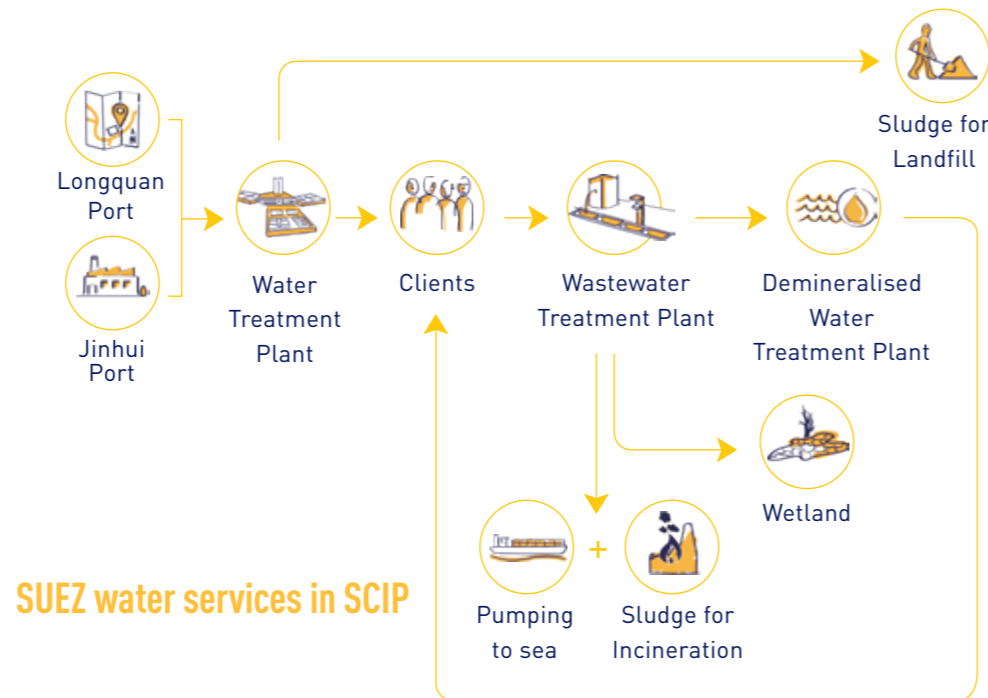 Sludge for
Landfill
Longquan
Port
Jinhui
Port
Water
Treatment
Plant
Clients
Wastewater
Treatment Plant
Demineralised
Water
Treatment Plant
Wetland
Pumping
to sea
+
Sludge for
Incineration
SUEZ water services in SCIP